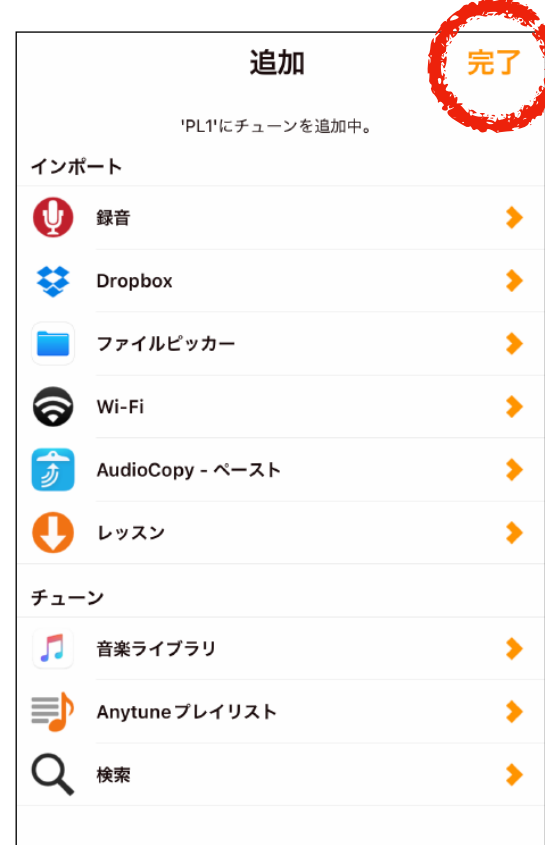 追加
完了
'PL1'にチューンを追加中。
インポート
録音
Dropbox
ファイルピッカー
Wi-Fi
AudioCopy - ペースト
レッスン
チューン
音楽ライブラリ
Anytuneプレイリスト
検索